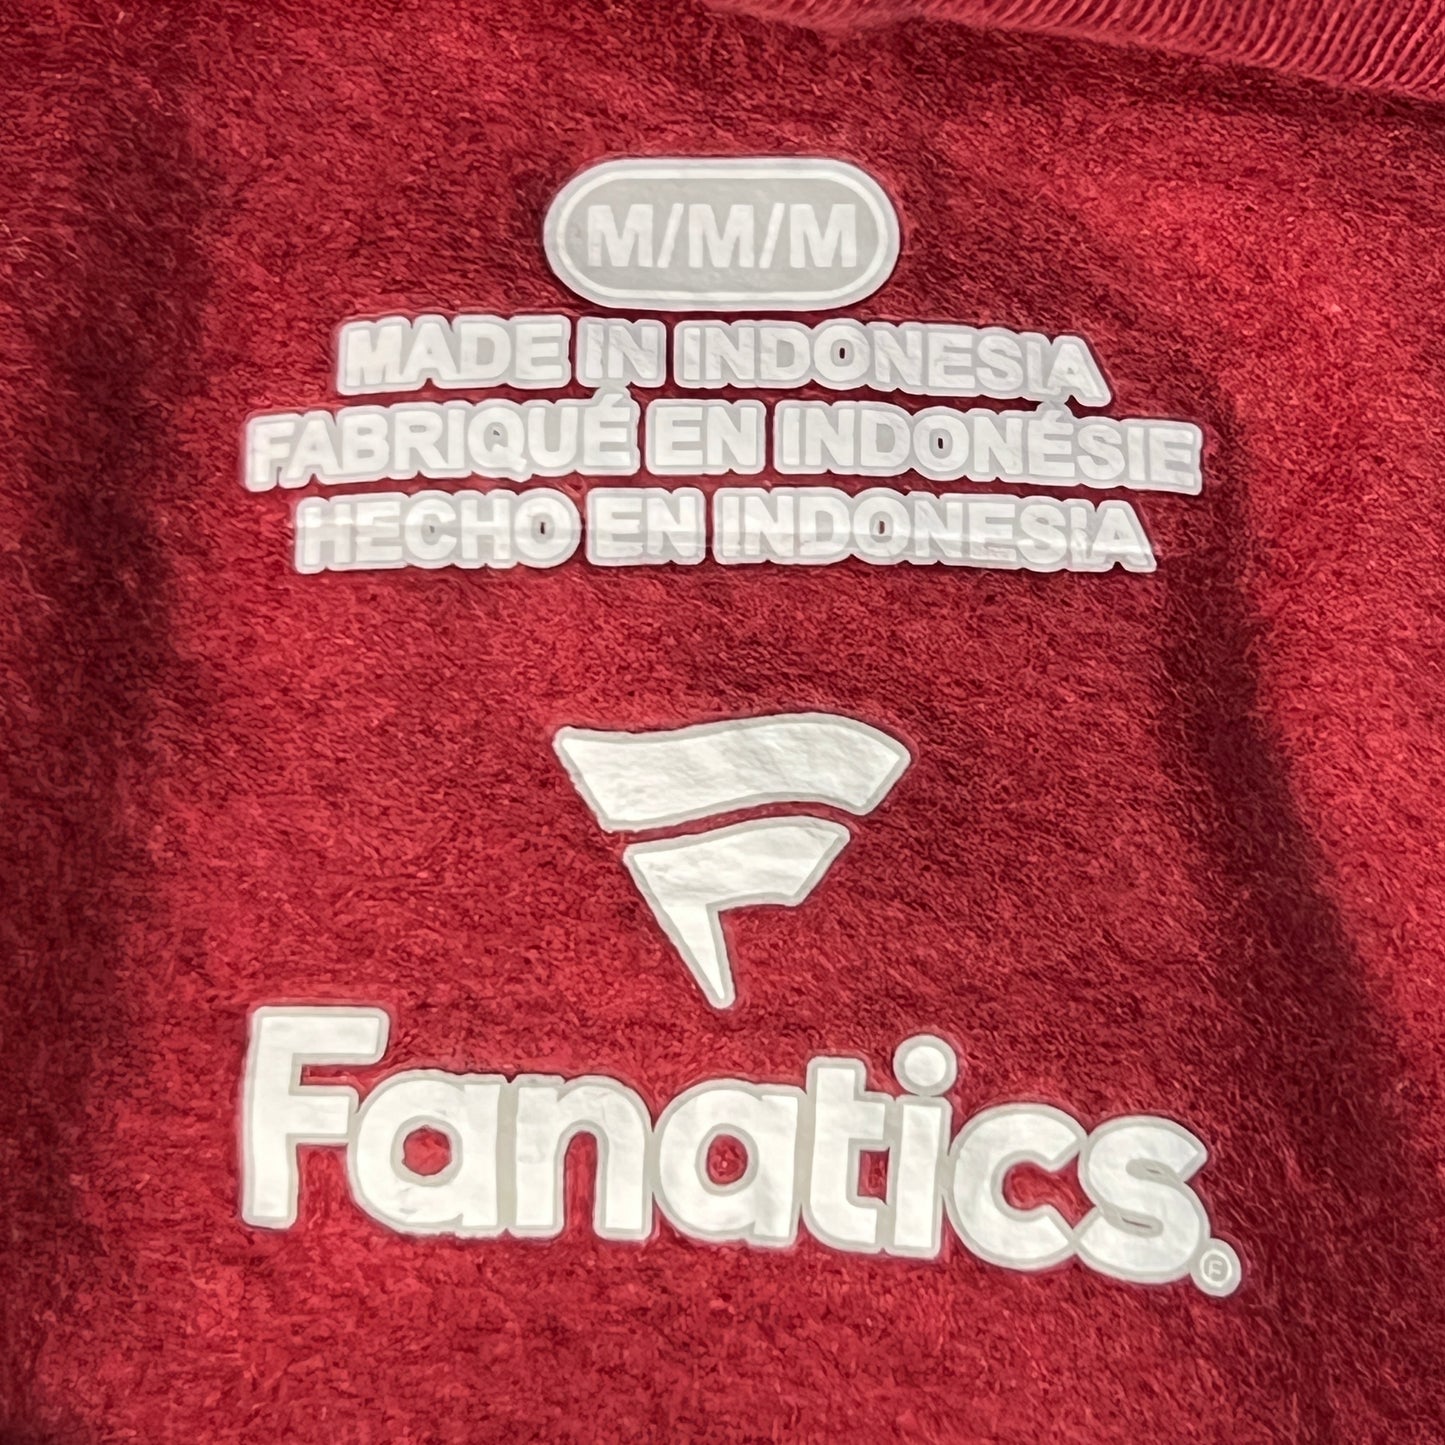 M/M/M
MADE IN INDONESIA
FABRIQUÉ EN INDONÉSIE
HECHO EN INDONESIA
Fanatics®